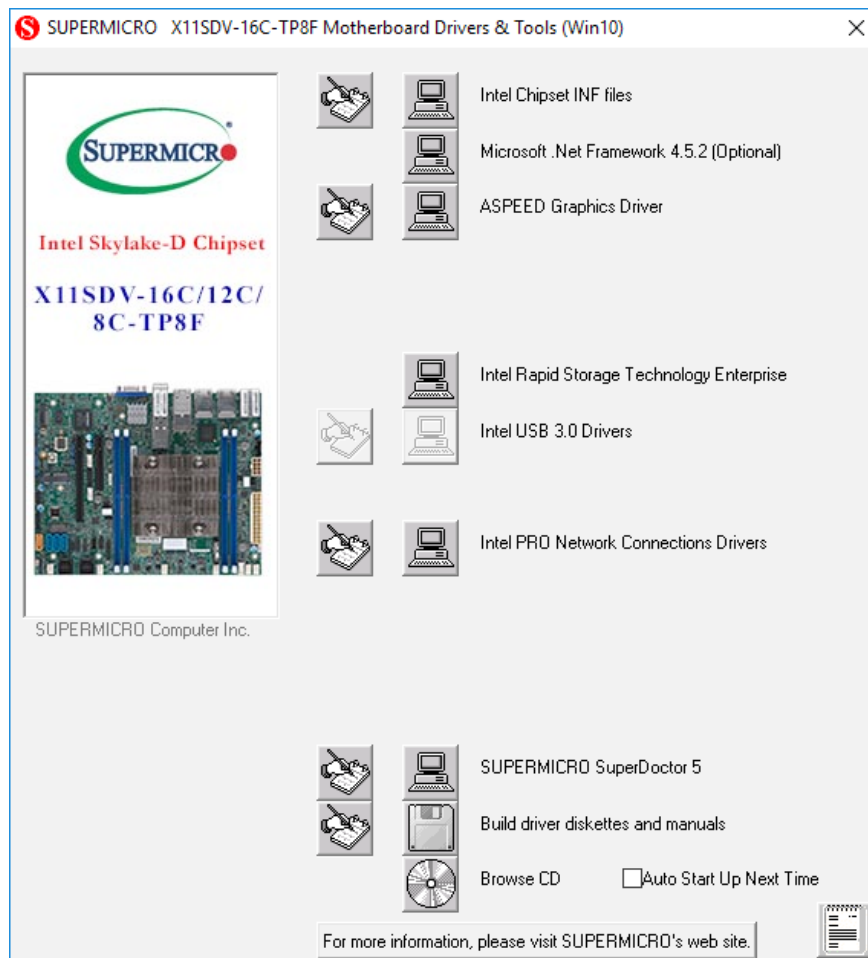 SUPERMICRO X11SDV-16C-TP8F Motherboard Drivers & Tools (Win10)
SUPERMICRO
Intel Skylake-D Chipset
X11SDV-16C/12C/
8C-TP8F
SUPERMICRO Computer Inc.
Intel Chipset INF files
Microsoft .Net Framework 4.5.2 (Optional)
ASPEED Graphics Driver
Intel Rapid Storage Technology Enterprise
Intel USB 3.0 Drivers
Intel PRO Network Connections Drivers
SUPERMICRO SuperDoctor 5
Build driver diskettes and manuals
Browse CD
Auto Start Up Next Time
For more information, please visit SUPERMICRO's web site.